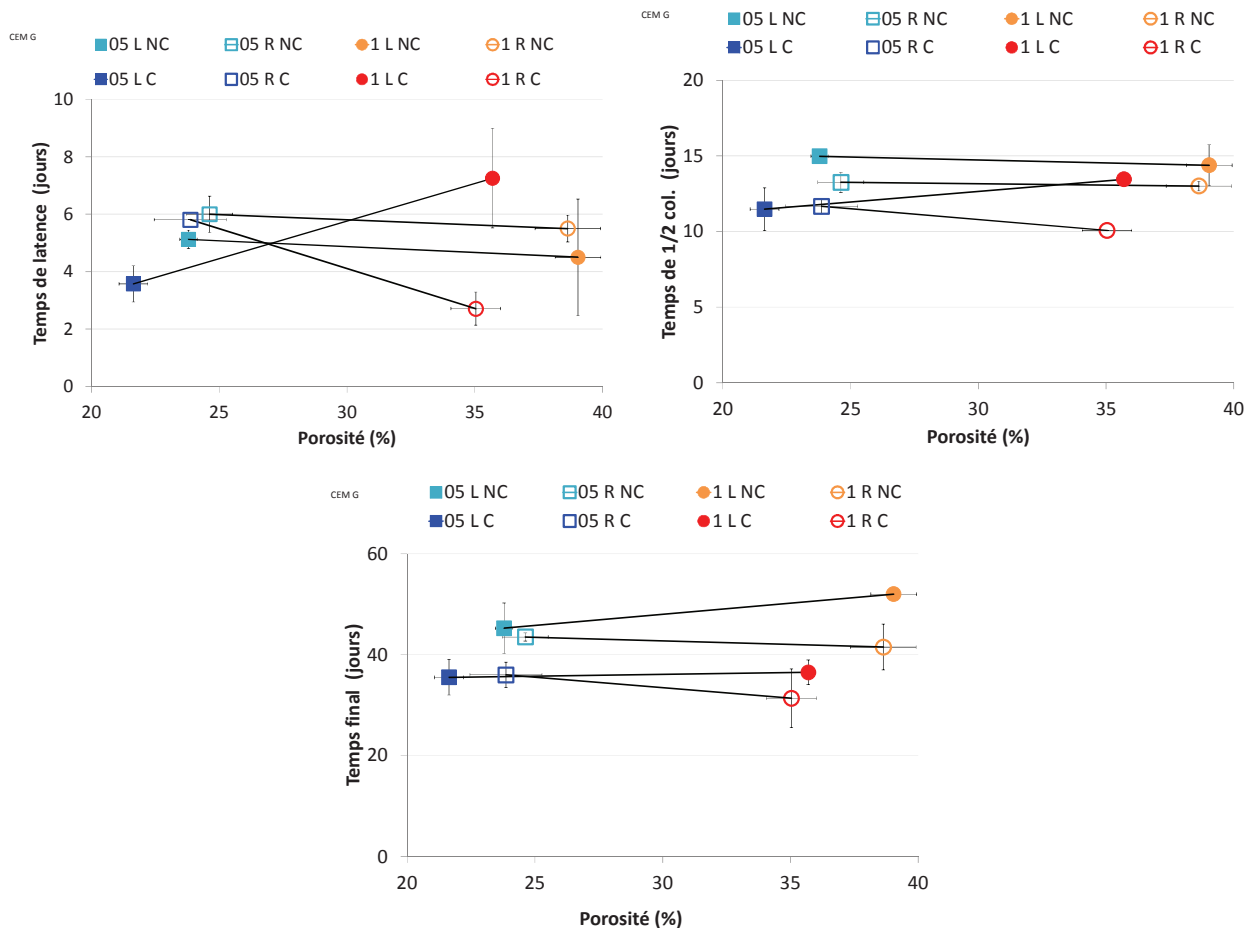 CEM G
05 L NC 05 R NC 1 L NC 1 R NC
05 L C 05 R C 1 L C 1 R C
10
8
6
4
2
0
20 25 30 35 40
Temps de latence (jours)
Porosité (%)
CEM G
05 L NC 05 R NC 1 L NC 1 R NC
05 L C 05 R C 1 L C 1 R C
20
15
10
5
0
20 25 30 35 40
Temps de 1/2 col. (jours)
Porosité (%)
CEM G
05 L NC 05 R NC 1 L NC 1 R NC
05 L C 05 R C 1 L C 1 R C
60
40
20
0
20 25 30 35 40
Temps final (jours)
Porosité (%)